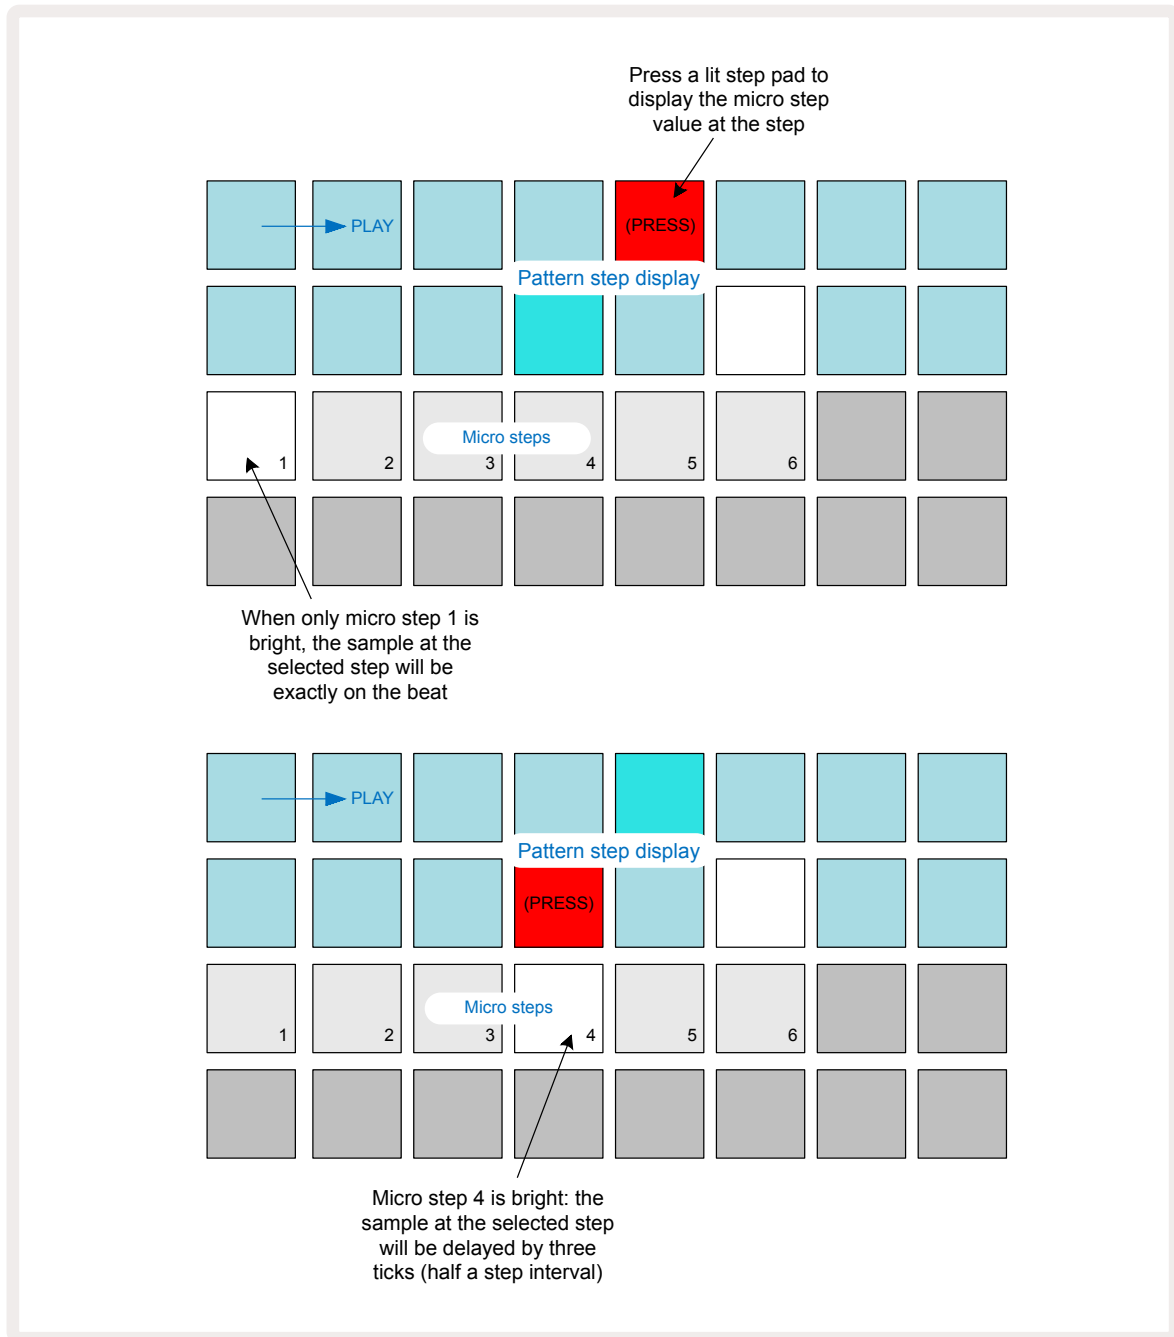 Press a lit step pad to
display the micro step
value at the step
PLAY
(PRESS)
Pattern step display
Micro steps
1
2
3
4
5
6
When only micro step 1 is
bright, the sample at the
selected step will be
exactly on the beat
PLAY
Pattern step display
(PRESS)
Micro steps
1
2
3
4
5
6
Micro step 4 is bright: the
sample at the selected step
will be delayed by three
ticks (half a step interval)